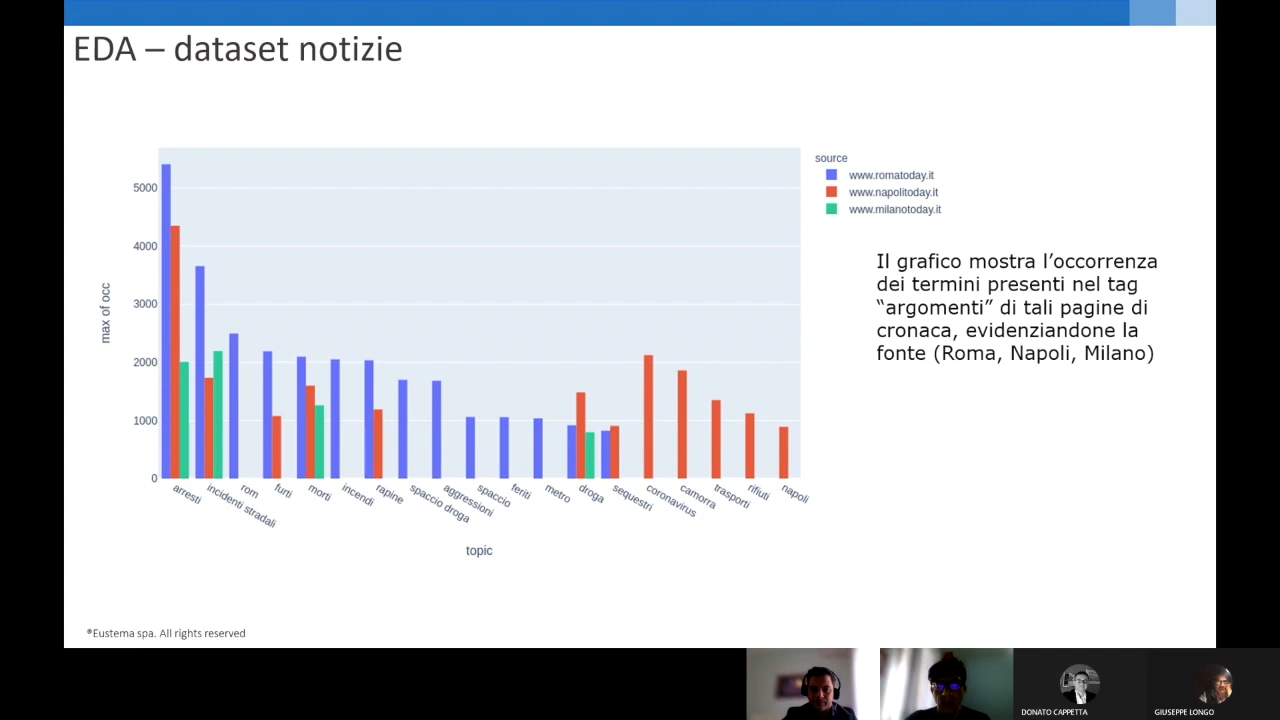 EDA – dataset notizie
source
www.romatoday.it
www.napolitoday.it
www.milanotoday.it
5000
4000
3000
2000
1000
0
max of occ
arresti
incidenti stradali
rom
furti
morti
incendi
rapine
spaccio droga
aggressioni
spaccio
feriti
metro
droga
sequestri
coronavirus
camorra
trasporti
rifiuti
napoli
topic
Il grafico mostra l’occorrenza
dei termini presenti nel tag
“argomenti” di tali pagine di
cronaca, evidenziandone la
fonte (Roma, Napoli, Milano)
®Eustema spa. All rights reserved
DONATO CAPPETTA
GIUSEPPE LONGO